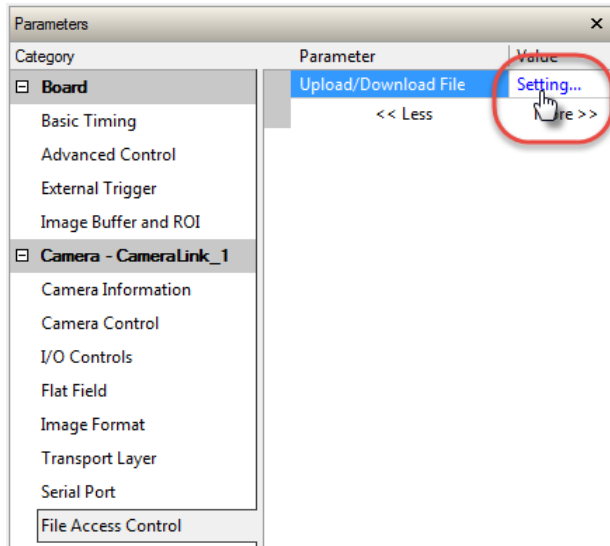 Parameters
Category Parameter Value
Board Upload/Download File Setting...
Basic Timing << Less >>
Advanced Control
External Trigger
Image Buffer and ROI
Camera - CameraLink_1
Camera Information
Camera Control
I/O Controls
Flat Field
Image Format
Transport Layer
Serial Port
File Access Control